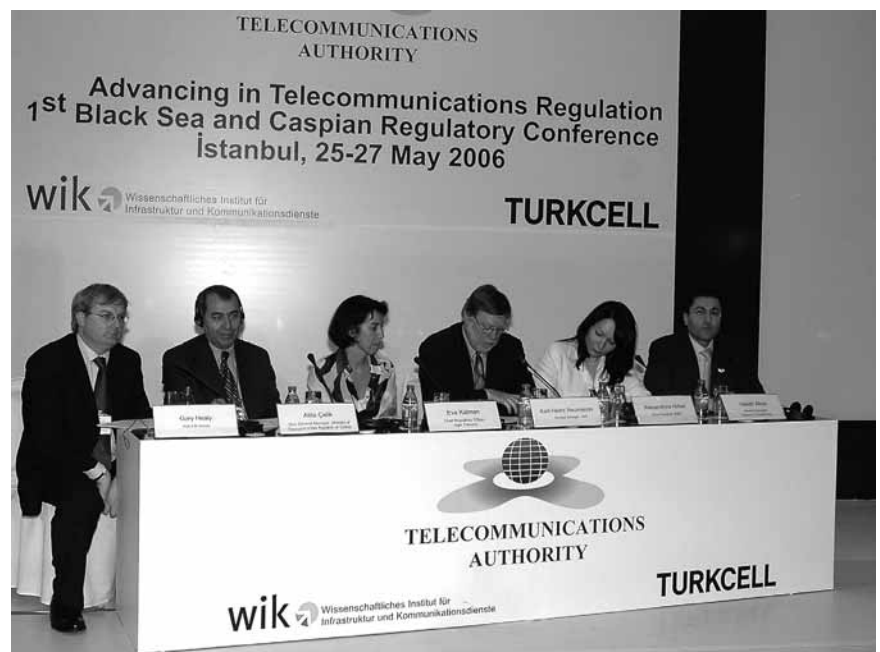 TELECOMMUNICATIONS
AUTHORITY
Advancing in Telecommunications Regulation
1st Black Sea and Caspian Regulatory Conference
İstanbul, 25-27 May 2006
wik Wissenschaftliches Institut für
Infrastruktur und Kommunikationsdienste
TURKCELL
Gary Healy
Atilla Çelik
Eva Kalman
Karl-Heinz Neumann
TELECOMMUNICATIONS
AUTHORITY
wik Wissenschaftliches Institut für
Infrastruktur und Kommunikationsdienste
TURKCELL